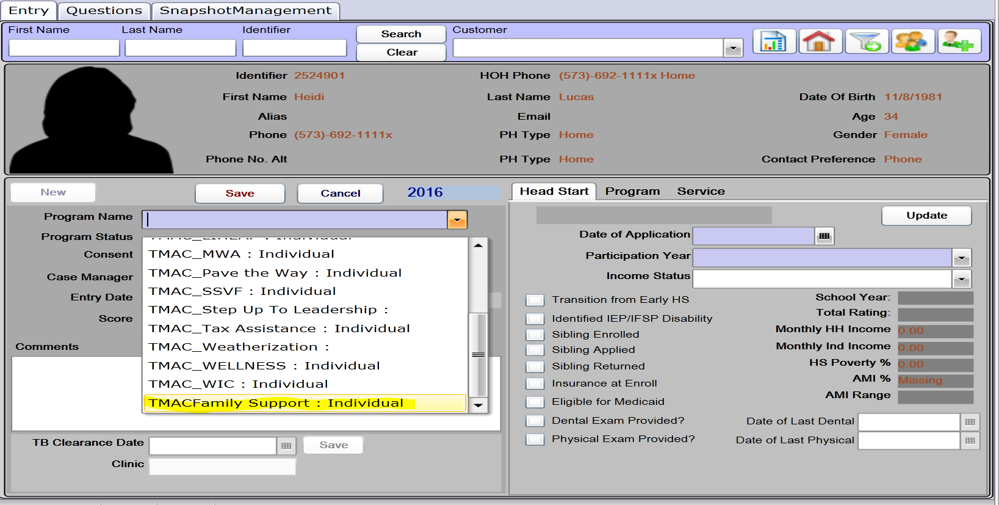 Entry Questions SnapshotManagement
First Name Last Name Identifier Search Customer
Clear
Identifier 2524901 HOH Phone (573)-692-1111x Home
First Name Heidi Last Name Lucas Date Of Birth 11/8/1981
Alias Email Age 34
Phone (573)-692-1111x PH Type Home Gender Female
Phone No. Alt PH Type Home Contact Preference Phone
New Save Cancel 2016
Program Name
Program Status
Consent
Case Manager
Entry Date
Score
Comments
TMAC_MWA : Individual
TMAC_Pave the Way : Individual
TMAC_SSVF : Individual
TMAC_Step Up To Leadership :
TMAC_Tax Assistance : Individual
TMAC_Weatherization :
TMAC_WELLNESS : Individual
TMAC_WIC : Individual
TMACFamily Support : Individual
TB Clearance Date Save
Clinic
Head Start Program Service
Update
Date of Application
Participation Year
Income Status
Transition from Early HS
Identified IEP/IFSP Disability
Sibling Enrolled
Sibling Applied
Sibling Returned
Insurance at Enroll
Eligible for Medicaid
Dental Exam Provided?
Physical Exam Provided?
School Year:
Total Rating:
Monthly HH Income 0.00
Monthly Ind Income 0.00
HS Poverty % 0.00
AMI % Missing
AMI Range
Date of Last Dental
Date of Last Physical